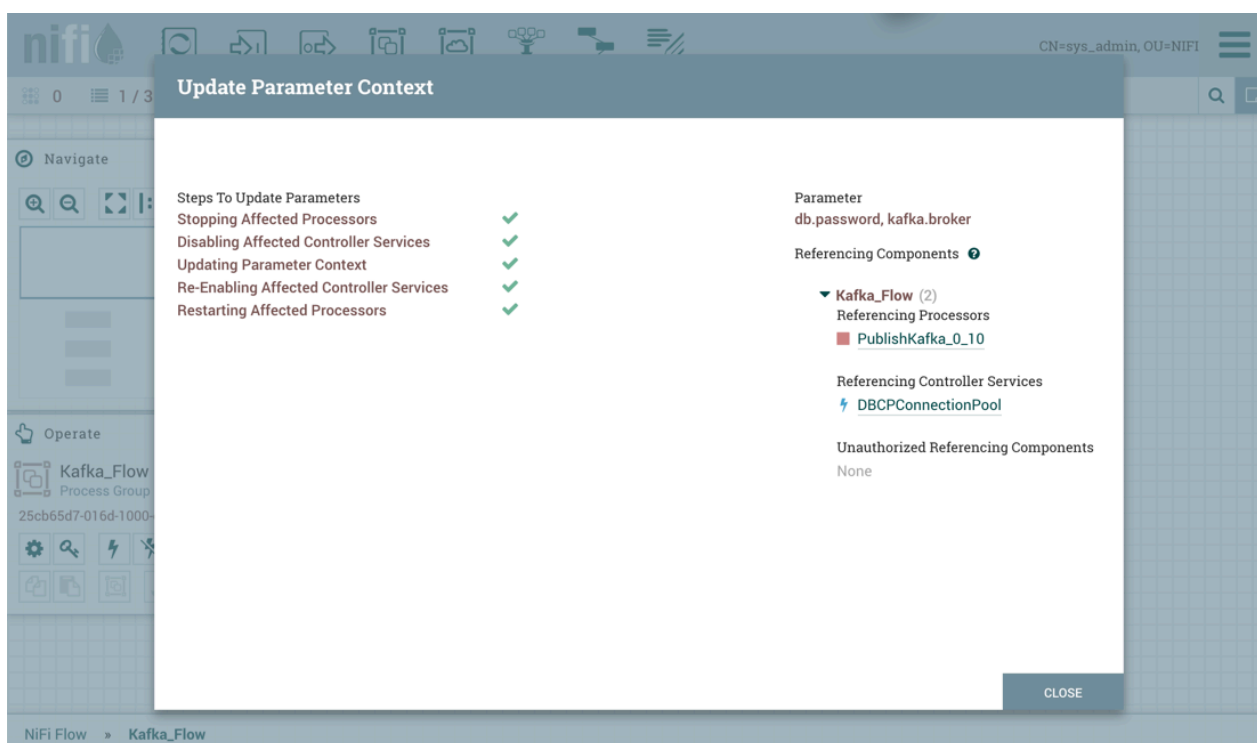 nifi
CN=sys_admin, OU=NIFI
0
1 / 3
Update Parameter Context
Navigate
Steps To Update Parameters
Stopping Affected Processors
Disabling Affected Controller Services
Updating Parameter Context
Re-Enabling Affected Controller Services
Restarting Affected Processors
Parameter
db.password, kafka.broker
Referencing Components
Kafka_Flow (2)
Referencing Processors
PublishKafka_0_10
Referencing Controller Services
DBCPConnectionPool
Unauthorized Referencing Components
None
Operate
Kafka_Flow
Process Group
25cb65d7-016d-1000-
CLOSE
NiFi Flow » Kafka_Flow